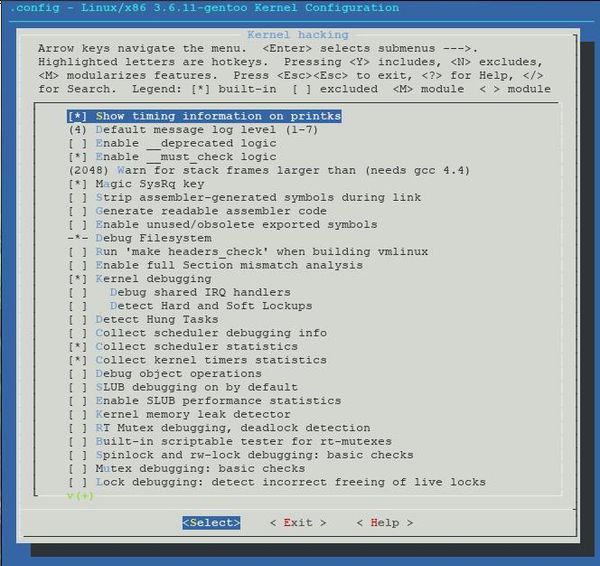 .config - Linux/x86 3.6.11-gentoo Kernel Configuration
Kernel hacking
Arrow keys navigate the menu.  <Enter> selects submenus --->.
Highlighted letters are hotkeys.  Pressing <Y> includes, <N> excludes,
<M> modularizes features.  Press <Esc><Esc> to exit, <?> for Help, </>
for Search.  Legend: [*] built-in  [ ] excluded  <M> module  < > module
[*] Show timing information on printks
(4) Default message log level (1-7)
[ ] Enable __deprecated logic
[*] Enable __must_check logic
(2048) Warn for stack frames larger than (needs gcc 4.4)
[*] Magic SysRq key
[ ] Strip assembler-generated symbols during link
[ ] Generate readable assembler code
[ ] Enable unused/obsolete exported symbols
-*- Debug Filesystem
[ ] Run 'make headers_check' when building vmlinux
[ ] Enable full Section mismatch analysis
[*] Kernel debugging
[ ]   Debug shared IRQ handlers
[ ]   Detect Hard and Soft Lockups
[ ] Detect Hung Tasks
[ ] Collect scheduler debugging info
[*] Collect scheduler statistics
[*] Collect kernel timers statistics
[ ] Debug object operations
[ ] SLUB debugging on by default
[ ] Enable SLUB performance statistics
[ ] Kernel memory leak detector
[ ] RT Mutex debugging, deadlock detection
[ ] Built-in scriptable tester for rt-mutexes
[ ] Spinlock and rw-lock debugging: basic checks
[ ] Mutex debugging: basic checks
[ ] Lock debugging: detect incorrect freeing of live locks
v(+)
<Select>    < Exit >    < Help >